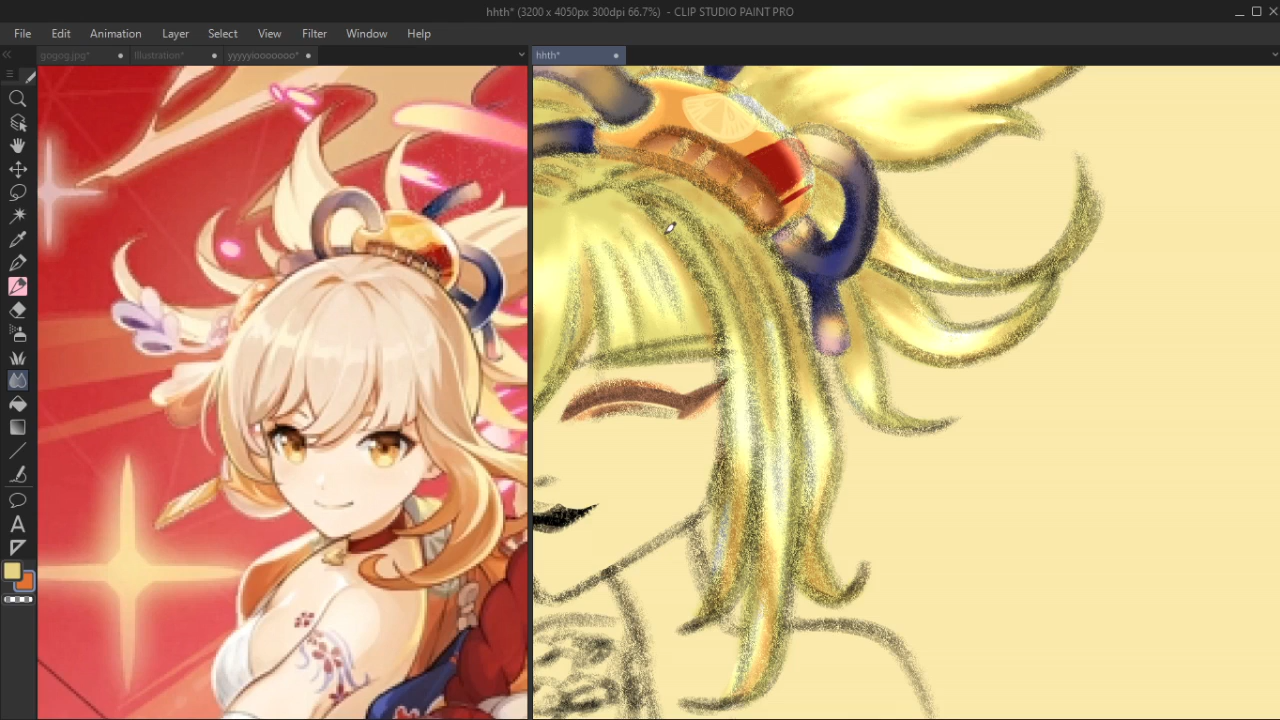 hhth* (3200 x 4050px 300dpi 66.7%) - CLIP STUDIO PAINT PRO
File Edit Animation Layer Select View Filter Window Help
gogog.jpg* Illustration* yyyyyioooooo* hhth*